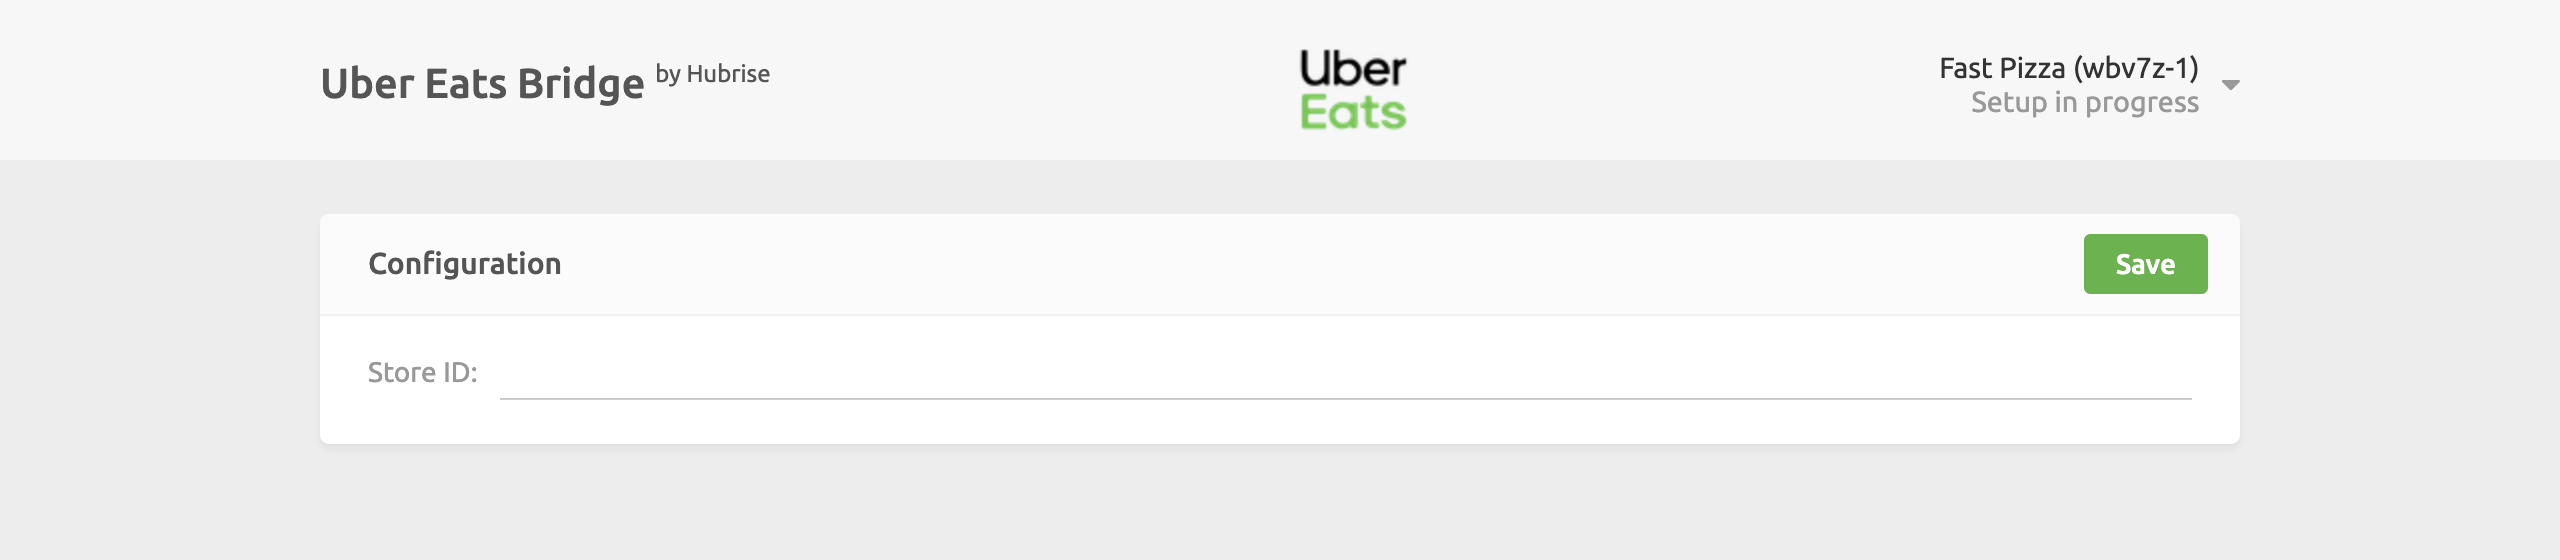 Uber Eats Bridge by Hubrise
Uber
Eats
Fast Pizza (wbv7z-1)
Setup in progress
Configuration
Save
Store ID: